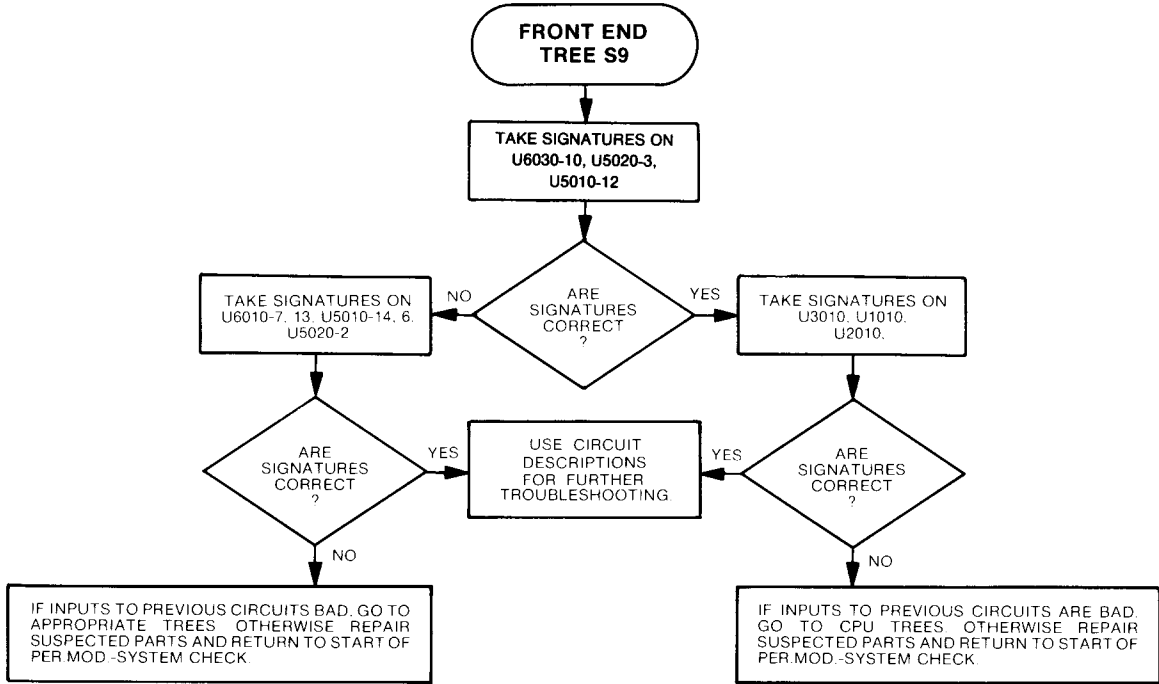 FRONT END
TREE S9
TAKE SIGNATURES ON
U6030-10, U5020-3,
U5010-12
ARE
SIGNATURES
CORRECT
?
NO
YES
TAKE SIGNATURES ON
U6010-7, 13, U5010-14, 6.
U5020-2
TAKE SIGNATURES ON
U3010, U1010.
U2010.
ARE
SIGNATURES
CORRECT
?
YES
USE CIRCUIT
DESCRIPTIONS
FOR FURTHER
TROUBLESHOOTING.
YES
ARE
SIGNATURES
CORRECT
?
NO
NO
IF INPUTS TO PREVIOUS CIRCUITS BAD. GO TO
APPROPRIATE TREES OTHERWISE REPAIR
SUSPECTED PARTS AND RETURN TO START OF
PER.MOD.-SYSTEM CHECK.
IF INPUTS TO PREVIOUS CIRCUITS ARE BAD.
GO TO CPU TREES OTHERWISE REPAIR
SUSPECTED PARTS AND RETURN TO START OF
PER.MOD.-SYSTEM CHECK.